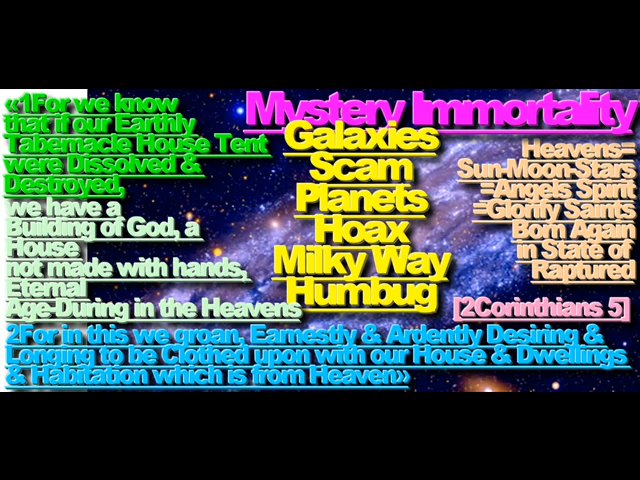 Mystery Immortality
«1For we know
that if our Earthly
Tabernacle House Tent
were Dissolved &
Destroyed,
we have a
Building of God, a
House
not made with hands,
Eternal
Age-During in the Heavens
Galaxies
Scam
Planets
Hoax
Milky Way
Humbug
Heavens=
Sun-Moon-Stars
=Angels Spirit
=Glorify Saints
Born Again
in State of
Raptured
[2Corinthians 5]
2For in this we groan, Earnestly & Ardently Desiring &
Longing to be Clothed upon with our House & Dwellings
& Habitation which is from Heaven»